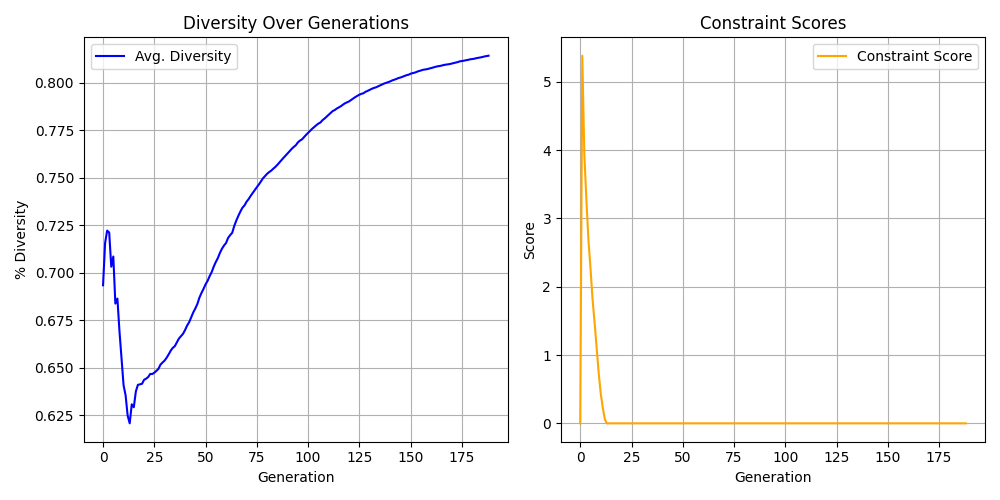 Diversity Over Generations
Avg. Diversity
% Diversity
0.800
0.775
0.750
0.725
0.700
0.675
0.650
0.625
0 25 50 75 100 125 150 175
Generation
Constraint Scores
Constraint Score
Score
5
4
3
2
1
0
0 25 50 75 100 125 150 175
Generation